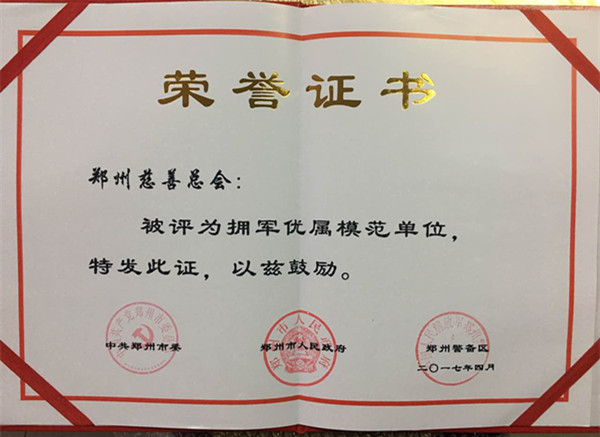 荣誉证书
郑州慈善总会：
被评为拥军优属模范单位，
特发此证，以兹鼓励。
中共郑州市委 郑州市人民政府 郑州警备区
二〇一七年四月